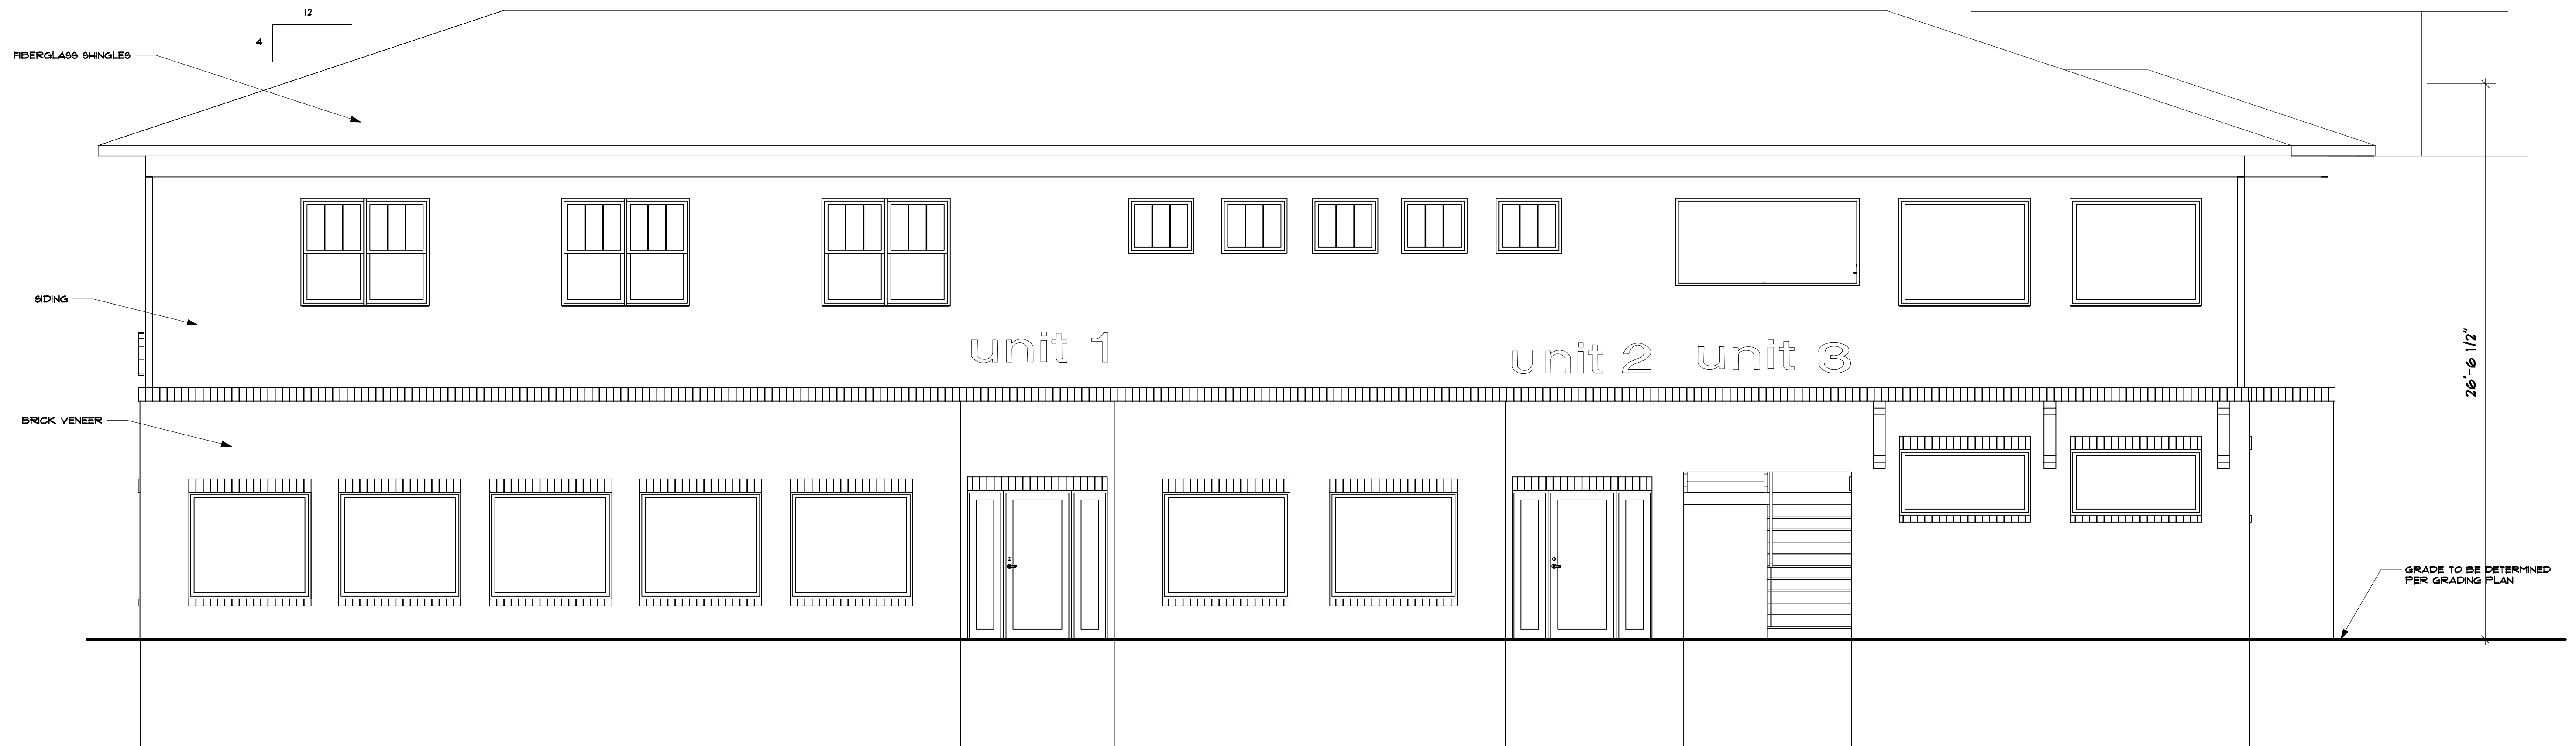 12
4
FIBERGLASS SHINGLES
SIDING
unit 1
unit 2
unit 3
26'-6 1/2"
BRICK VENEER
GRADE TO BE DETERMINED
PER GRADING PLAN